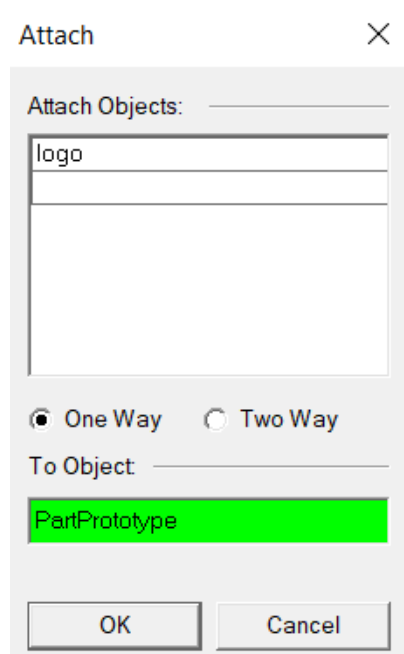 Attach
Attach Objects:
logo
One Way Two Way
To Object:
PartPrototype
OK Cancel